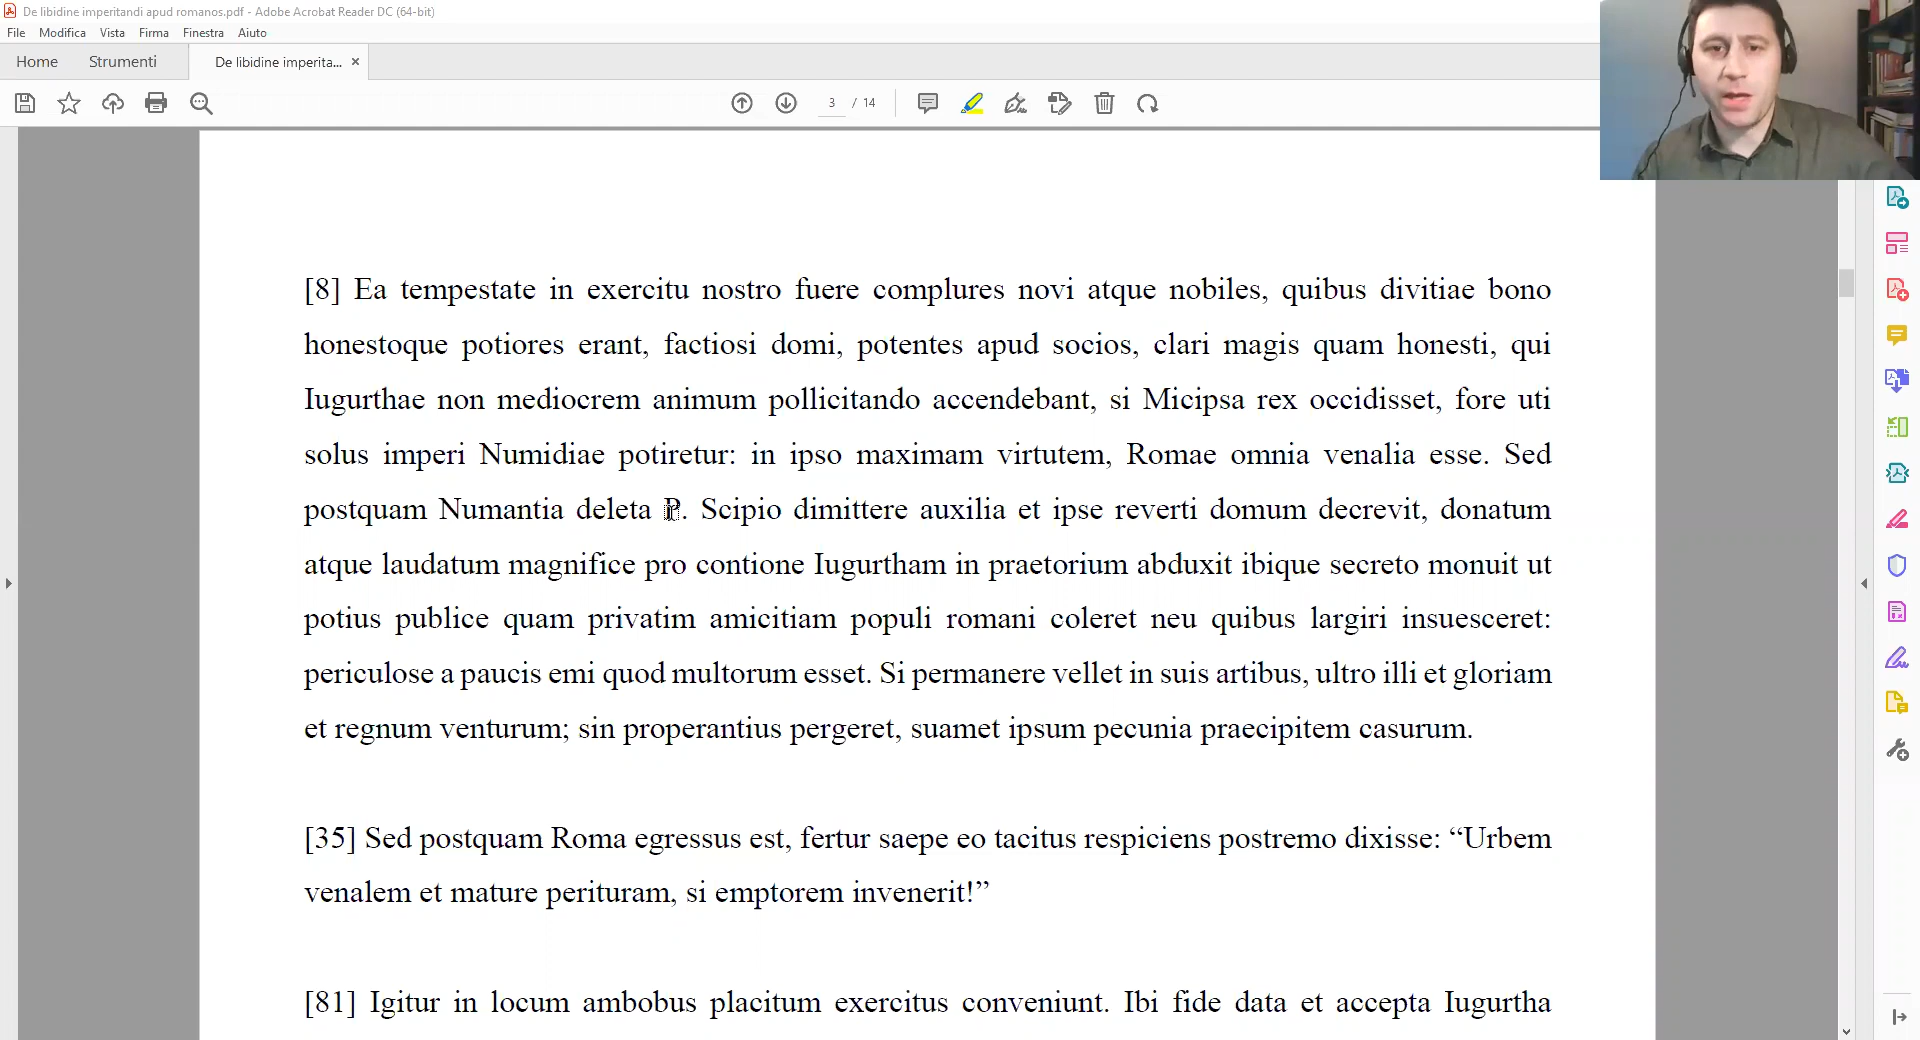 De libidine imperitandi apud romanos.pdf - Adobe Acrobat Reader DC (64-bit)
File Modifica Vista Firma Finestra Aiuto
Home Strumenti De libidine imperita... ×
3 / 14
[8] Ea tempestate in exercitu nostro fuere complures novi atque nobiles, quibus divitiae bono
honestoque potiores erant, factiosi domi, potentes apud socios, clari magis quam honesti, qui
Iugurthae non mediocrem animum pollicitando accendebant, si Micipsa rex occidisset, fore uti
solus imperi Numidiae potiretur: in ipso maximam virtutem, Romae omnia venalia esse. Sed
postquam Numantia deleta P. Scipio dimittere auxilia et ipse reverti domum decrevit, donatum
atque laudatum magnifice pro contione Iugurtham in praetorium abduxit ibique secreto monuit ut
potius publice quam privatim amicitiam populi romani coleret neu quibus largiri insuesceret:
periculose a paucis emi quod multorum esset. Si permanere vellet in suis artibus, ultro illi et gloriam
et regnum venturum; sin properantius pergeret, suamet ipsum pecunia praecipitem casurum.
[35] Sed postquam Roma egressus est, fertur saepe eo tacitus respiciens postremo dixisse: “Urbem
venalem et mature perituram, si emptorem invenerit!”
[81] Igitur in locum ambobus placitum exercitus conveniunt. Ibi fide data et accepta Iugurtha